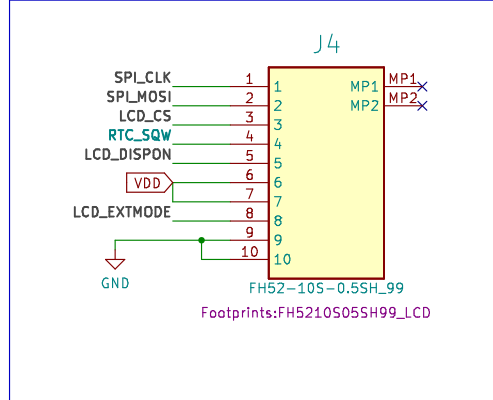 J4
SPI_CLK 1 1 MP1 MP1
SPI_MOSI 2 2 MP2 MP2
LCD_CS 3 3
RTC_SQW 4 4
LCD_DISPON 5 5
VDD 6 6
7 7
LCD_EXTMODE 8 8
9 9
10 10
GND
FH52-10S-0.5SH_99
Footprints:FH5210S05SH99_LCD